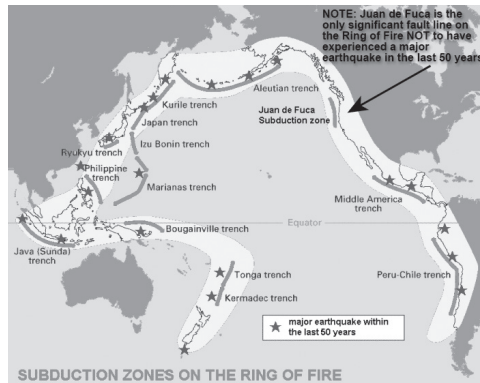 NOTE: Juan de Fuca is the
only significant fault line on
the Ring of Fire NOT to have
experienced a major
earthquake in the last 50 years
Aleutian trench
Kurile trench
Japan trench
Juan de Fuca
Subduction zone
Izu Bonin trench
Ryukyu trench
Philippine
trench
Marianas trench
Middle America
trench
Equator
Bougainville trench
Java (Sunda)
trench
Tonga trench
Peru-Chile trench
Kermadec trench
major earthquake within
the last 50 years
SUBDUCTION ZONES ON THE RING OF FIRE